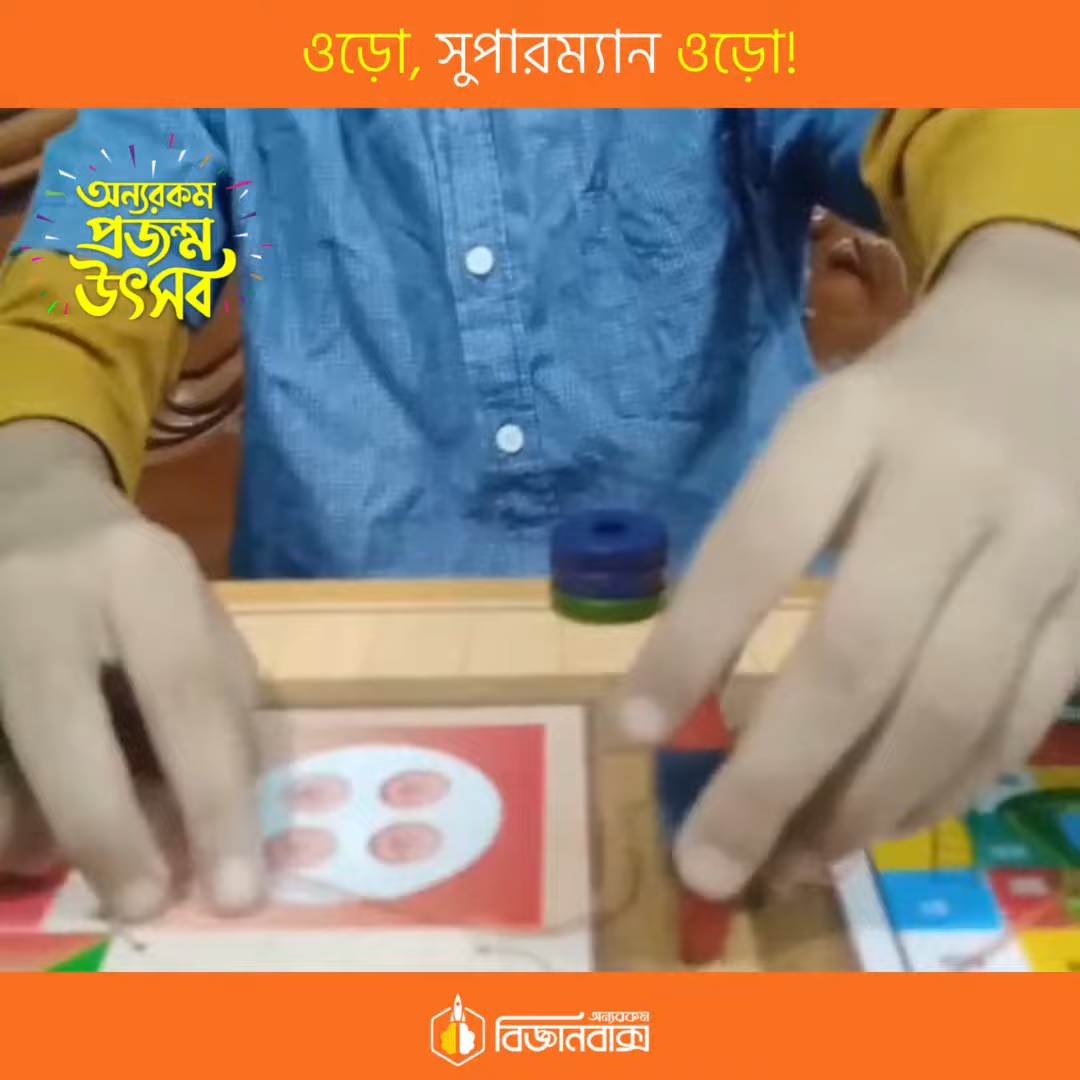 ওড়ো, সুপারম্যান ওড়ো!
অন্যরকম
প্রজন্ম
উৎসব
অন্যরকম
বিজ্ঞানবাক্স